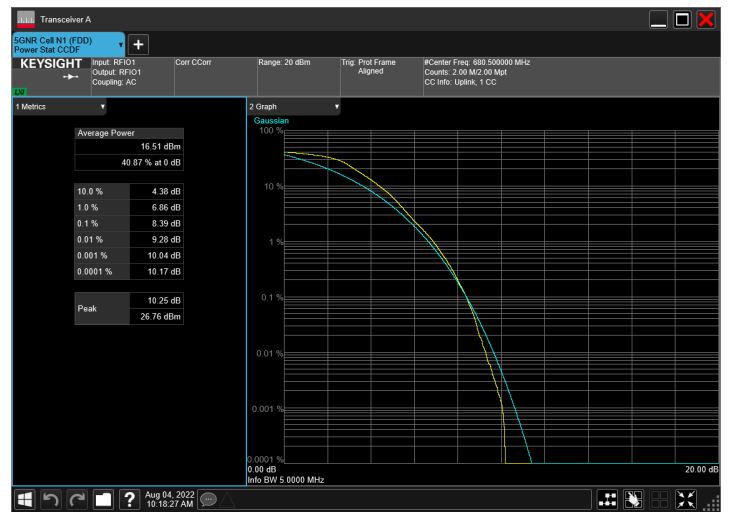 Transceiver A
5GNR Cell N1 (FDD)
Power Stat CCDF
KEYSIGHT
Input: RFIO1
Output: RFIO1
Coupling: AC
Corr CCorr
Range: 20 dBm
Trig: Prot Frame
Aligned
#Center Freq: 680.500000 MHz
Counts: 2.00 M/2.00 Mpt
CC Info: Uplink, 1 CC
1 Metrics
Average Power
16.51 dBm
40.87 % at 0 dB
10.0 % 4.38 dB
1.0 % 6.86 dB
0.1 % 8.39 dB
0.01 % 9.28 dB
0.001 % 10.04 dB
0.0001 % 10.17 dB
Peak
10.25 dB
26.76 dBm
2 Graph
Gaussian
100 %
10 %
1 %
0.1 %
0.01 %
0.001 %
0.0001 %
0.00 dB
20.00 dB
Info BW 5.0000 MHz
?
Aug 04, 2022
10:18:27 AM